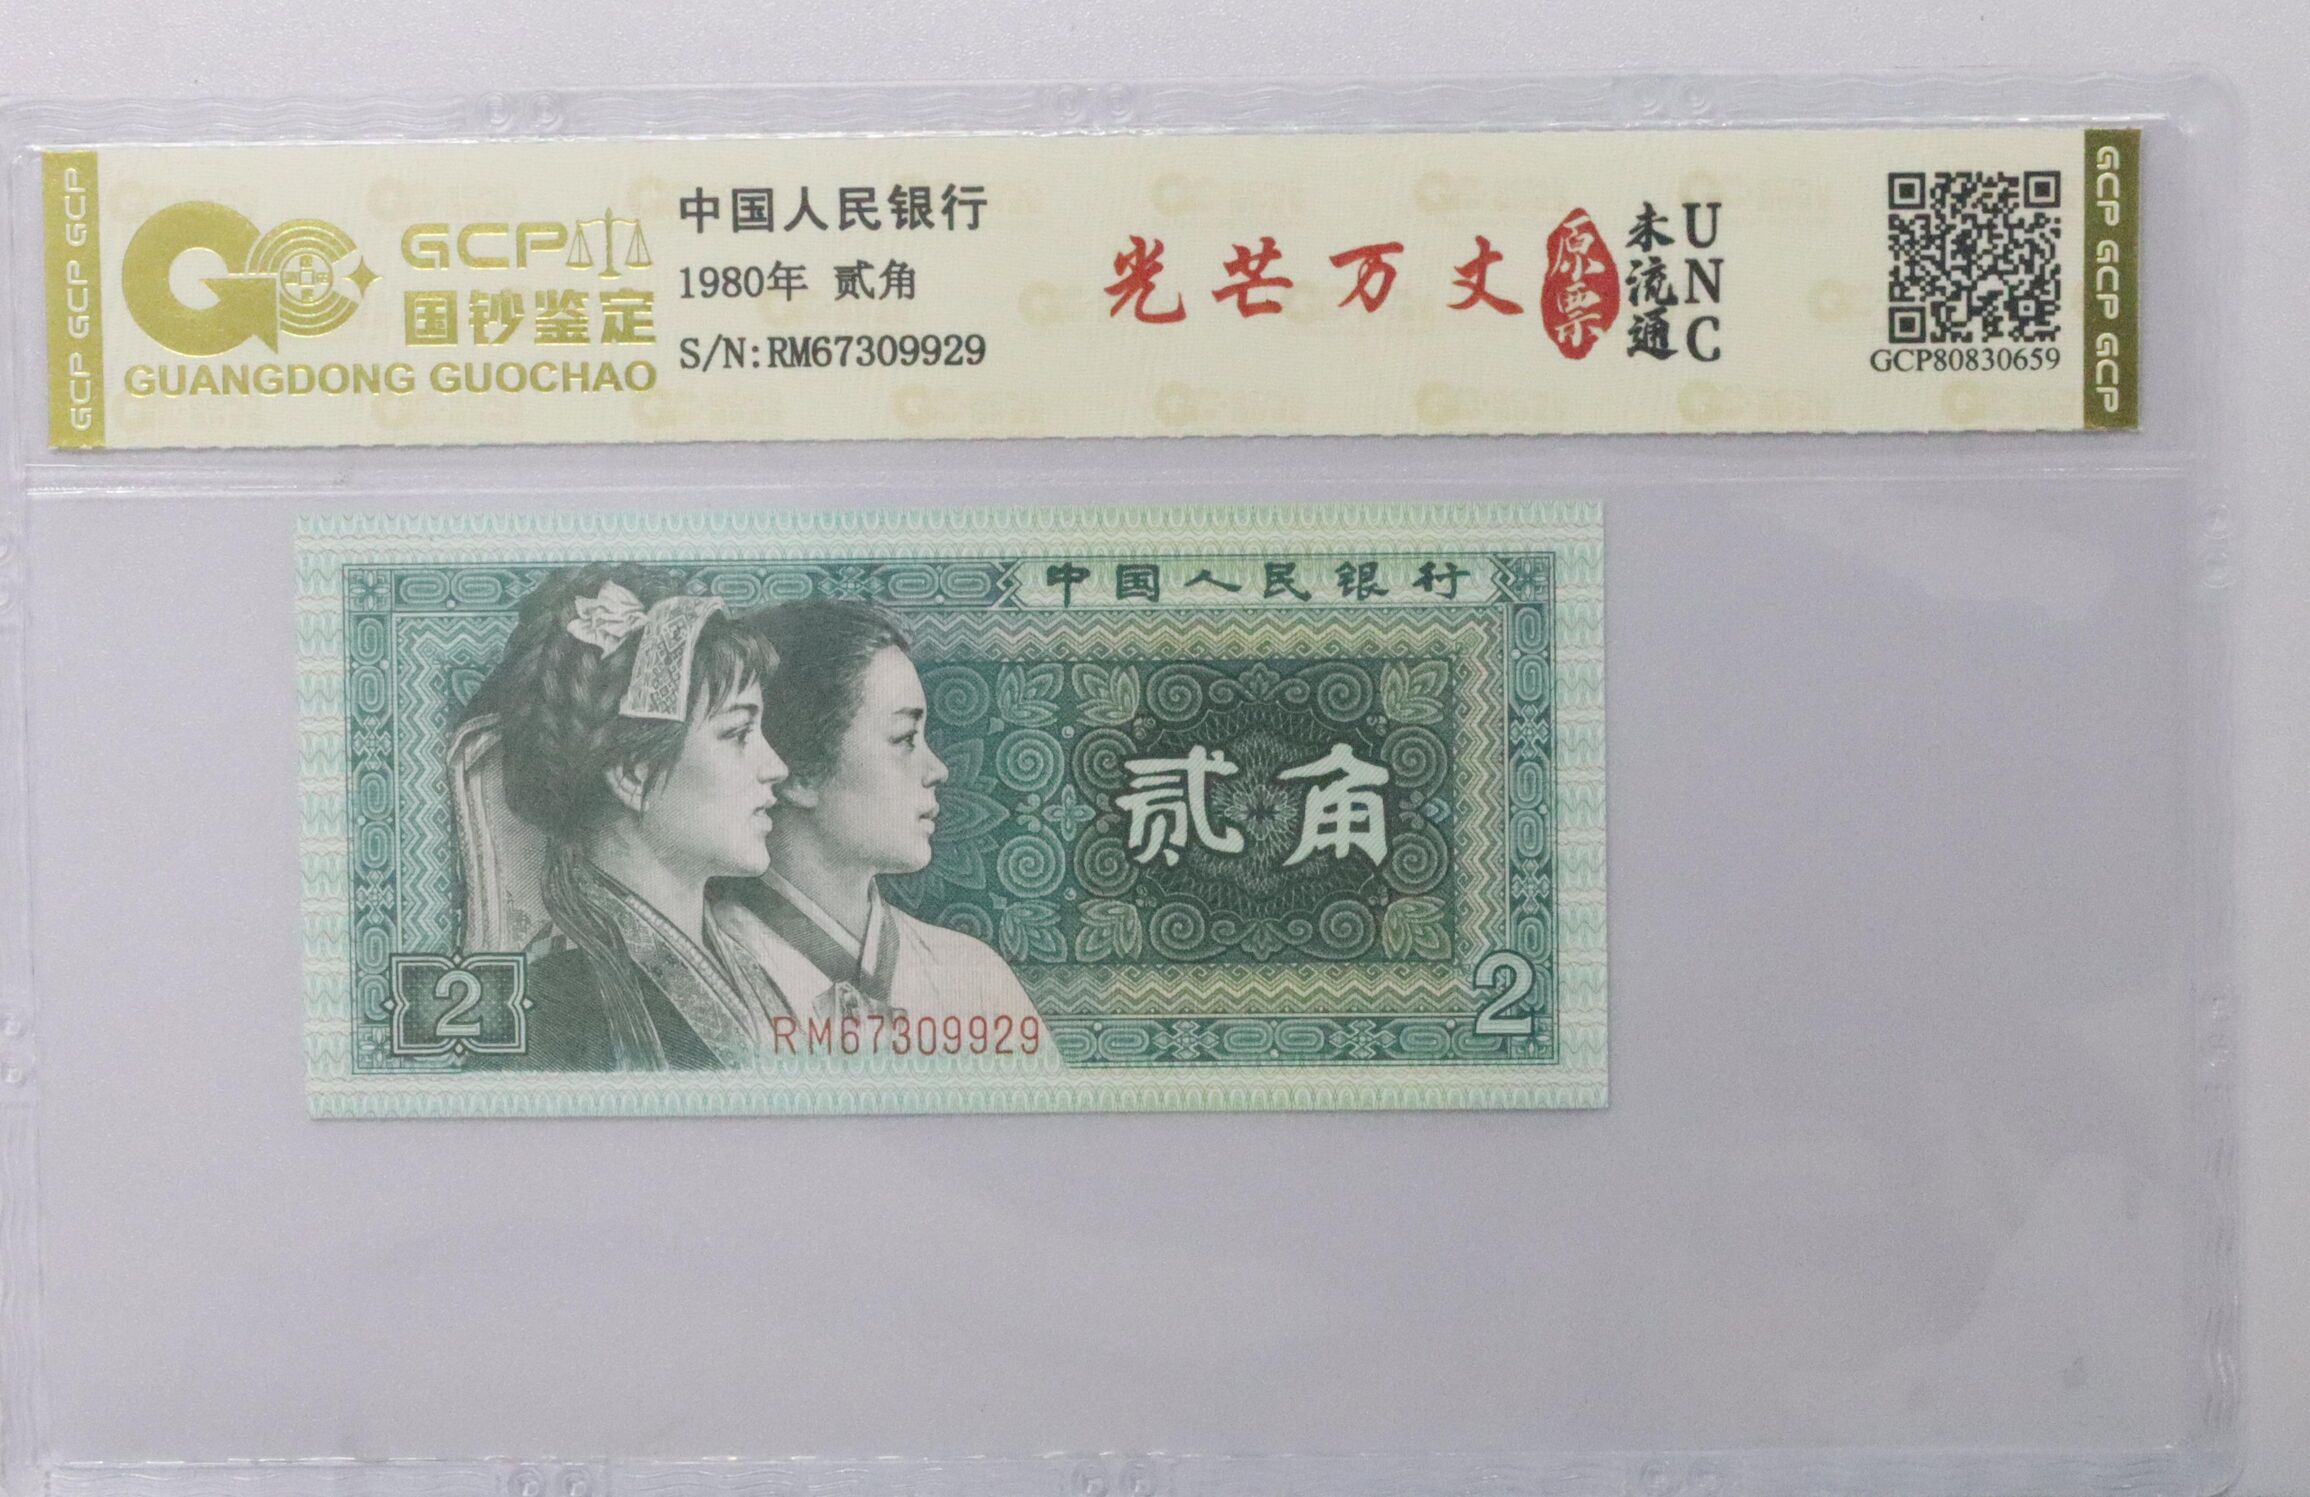 GCP GCP GCP
GCP
国钞鉴定
GUANGDONG GUOCHAO
中国人民银行
1980年 贰角
S/N:RM67309929
光芒万丈
原票
未流通
UNC
GCP80830659
GCP GCP GCP
中国人民银行
贰角
2
2
RM67309929